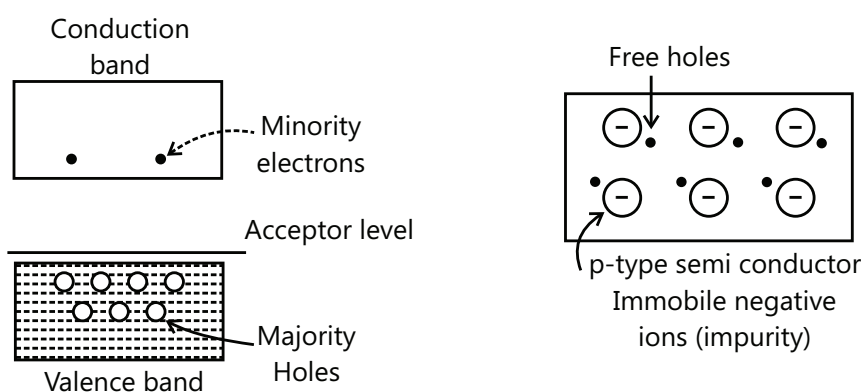 Conduction
band
Minority
electrons
Acceptor level
Majority
Holes
Valence band
Free holes
− − −
− − −
p-type semi conductor
Immobile negative
ions (impurity)